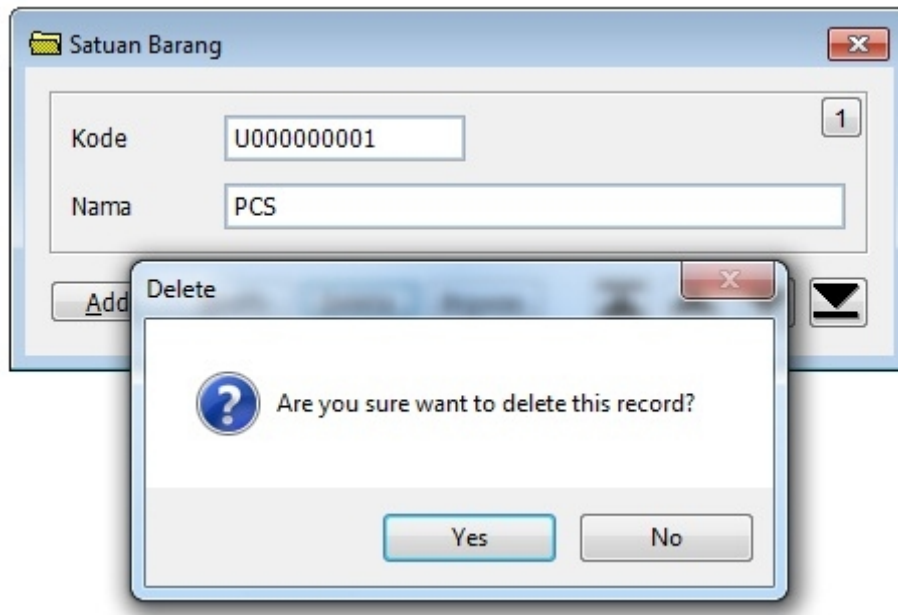 Satuan Barang
1
Kode U000000001
Nama PCS
Add
Delete
Are you sure want to delete this record?
Yes No